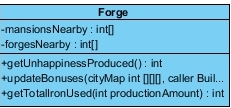 Forge
-mansionsNearby : int[]
-forgesNearby : int[]
+getUnhappinessProduced() : int
+updateBonuses(cityMap int [][][], caller Buil...
+getTotalIronUsed(int productionAmount) : int